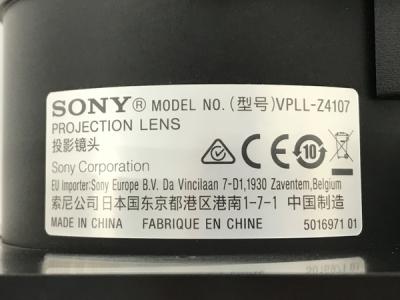 SONY® MODEL NO. (型号)VPLL-Z4107
PROJECTION LENS
投影镜头
Sony Corporation
CE 10
EU Importer:Sony Europe B.V. Da Vincilaan 7-D1,1930 Zaventem,Belgium
索尼公司日本国东京都港区港南1-7-1 中国制造
MADE IN CHINA FABRIQUE EN CHINE 5016971 01